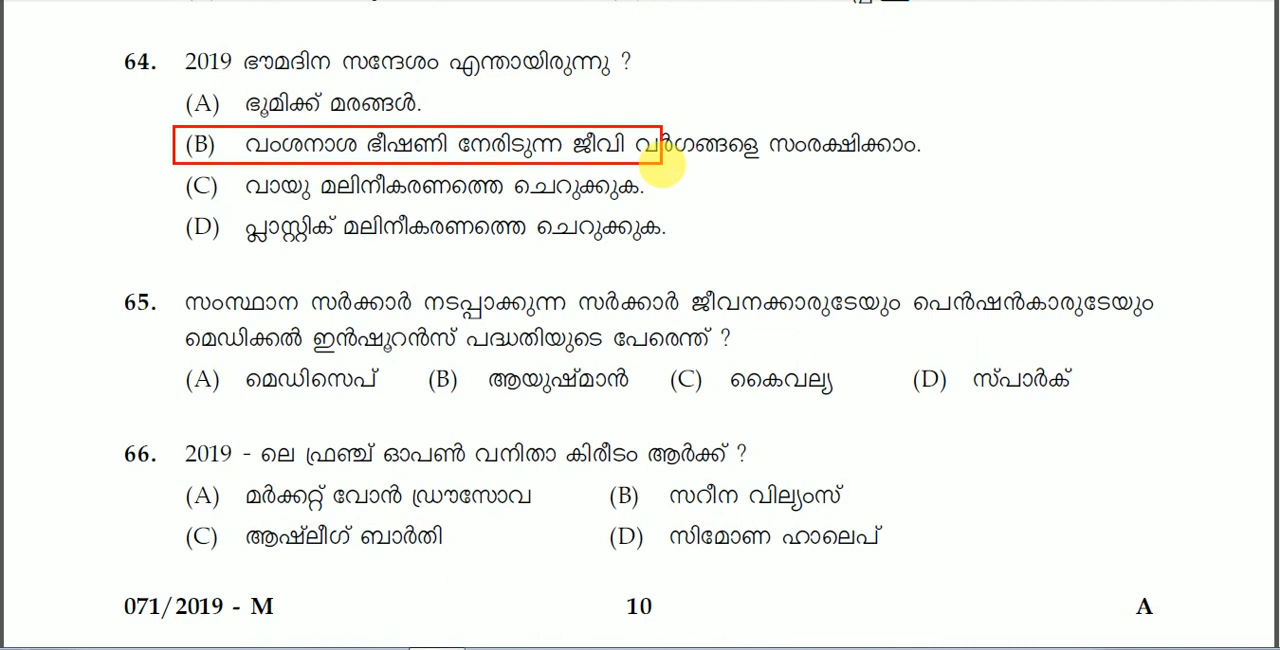 64. 2019 ഭൗമദിന സന്ദേശം എന്തായിരുന്നു ?
(A) ഭൂമിക്ക് മരങ്ങൾ.
(B) വംശനാശ ഭീഷണി നേരിടുന്ന ജീവി വർഗങ്ങളെ സംരക്ഷിക്കാം.
(C) വായു മലിനീകരണത്തെ ചെറുക്കുക.
(D) പ്ലാസ്റ്റിക് മലിനീകരണത്തെ ചെറുക്കുക.
65. സംസ്ഥാന സർക്കാർ നടപ്പാക്കുന്ന സർക്കാർ ജീവനക്കാരുടേയും പെൻഷൻകാരുടേയും
മെഡിക്കൽ ഇൻഷൂറൻസ് പദ്ധതിയുടെ പേരെന്ത് ?
(A) മെഡിസെപ് (B) ആയുഷ്മാൻ (C) കൈവല്യ (D) സ്പാർക്
66. 2019 - ലെ ഫ്രഞ്ച് ഓപൺ വനിതാ കിരീടം ആർക്ക് ?
(A) മർക്കറ്റ് വോൻ ഡ്രൗസോവ (B) സറീന വില്യംസ്
(C) ആഷ്‌ലീഗ് ബാർതി (D) സിമോണ ഹാലെപ്
071/2019 - M 10 A